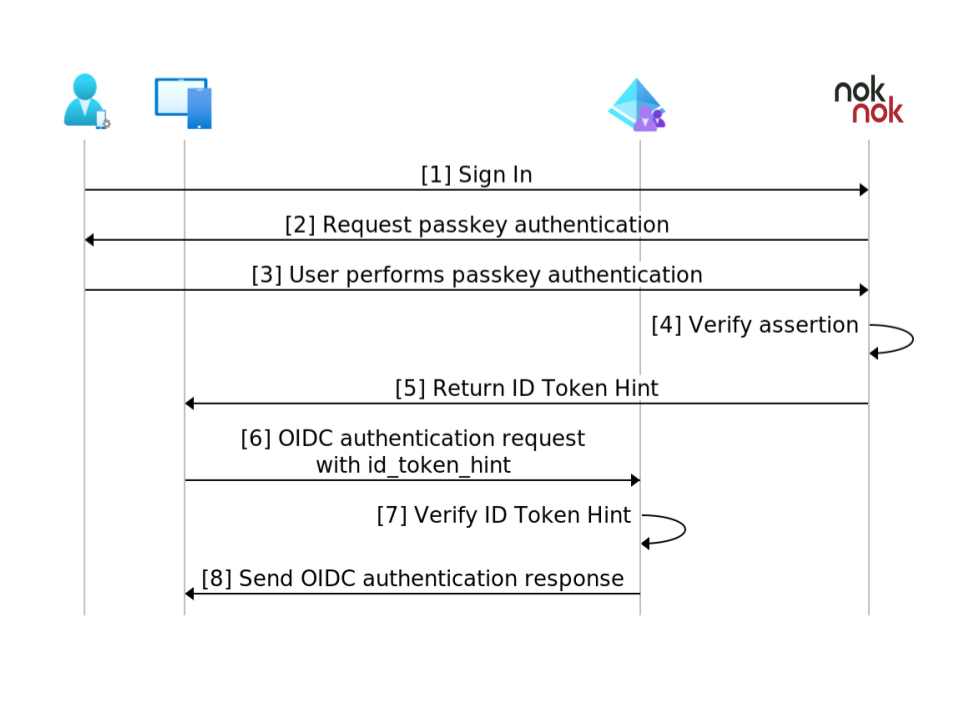 nok
nok
[1] Sign In
[2] Request passkey authentication
[3] User performs passkey authentication
[4] Verify assertion
[5] Return ID Token Hint
[6] OIDC authentication request
with id_token_hint
[7] Verify ID Token Hint
[8] Send OIDC authentication response